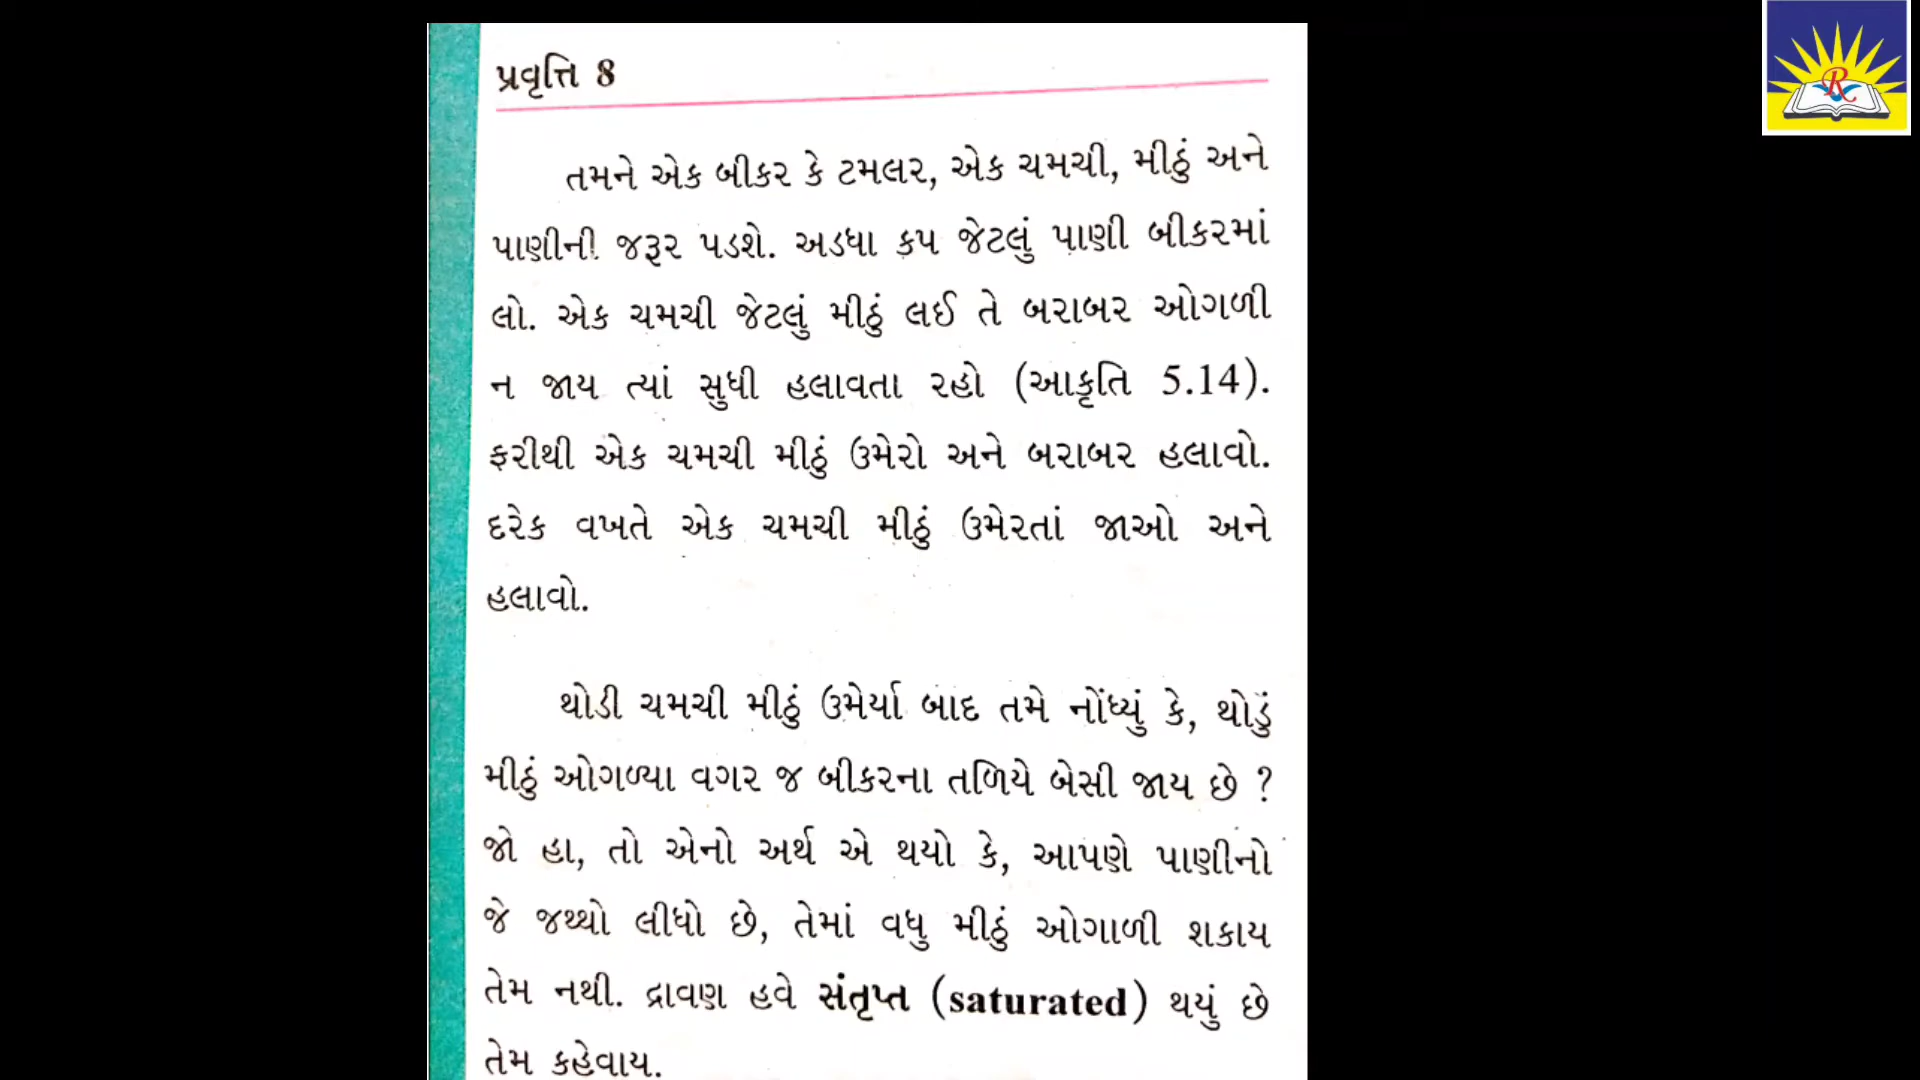 પ્રવૃત્તિ 8
તમને એક બીકર કે ટમલર, એક ચમચી, મીઠું અને
પાણીની જરૂર પડશે. અડધા કપ જેટલું પાણી બીકરમાં
લો. એક ચમચી જેટલું મીઠું લઈ તે બરાબર ઓગળી
ન જાય ત્યાં સુધી હલાવતા રહો (આકૃતિ 5.14).
ફરીથી એક ચમચી મીઠું ઉમેરો અને બરાબર હલાવો.
દરેક વખતે એક ચમચી મીઠું ઉમેરતાં જાઓ અને
હલાવો.
થોડી ચમચી મીઠું ઉમેર્યા બાદ તમે નોંધ્યું કે, થોડું
મીઠું ઓગળ્યા વગર જ બીકરના તળિયે બેસી જાય છે ?
જો હા, તો એનો અર્થ એ થયો કે, આપણે પાણીનો
જે જથ્થો લીધો છે, તેમાં વધુ મીઠું ઓગાળી શકાય
તેમ નથી. દ્રાવણ હવે સંતૃપ્ત (saturated) થયું છે
તેમ કહેવાય.
R